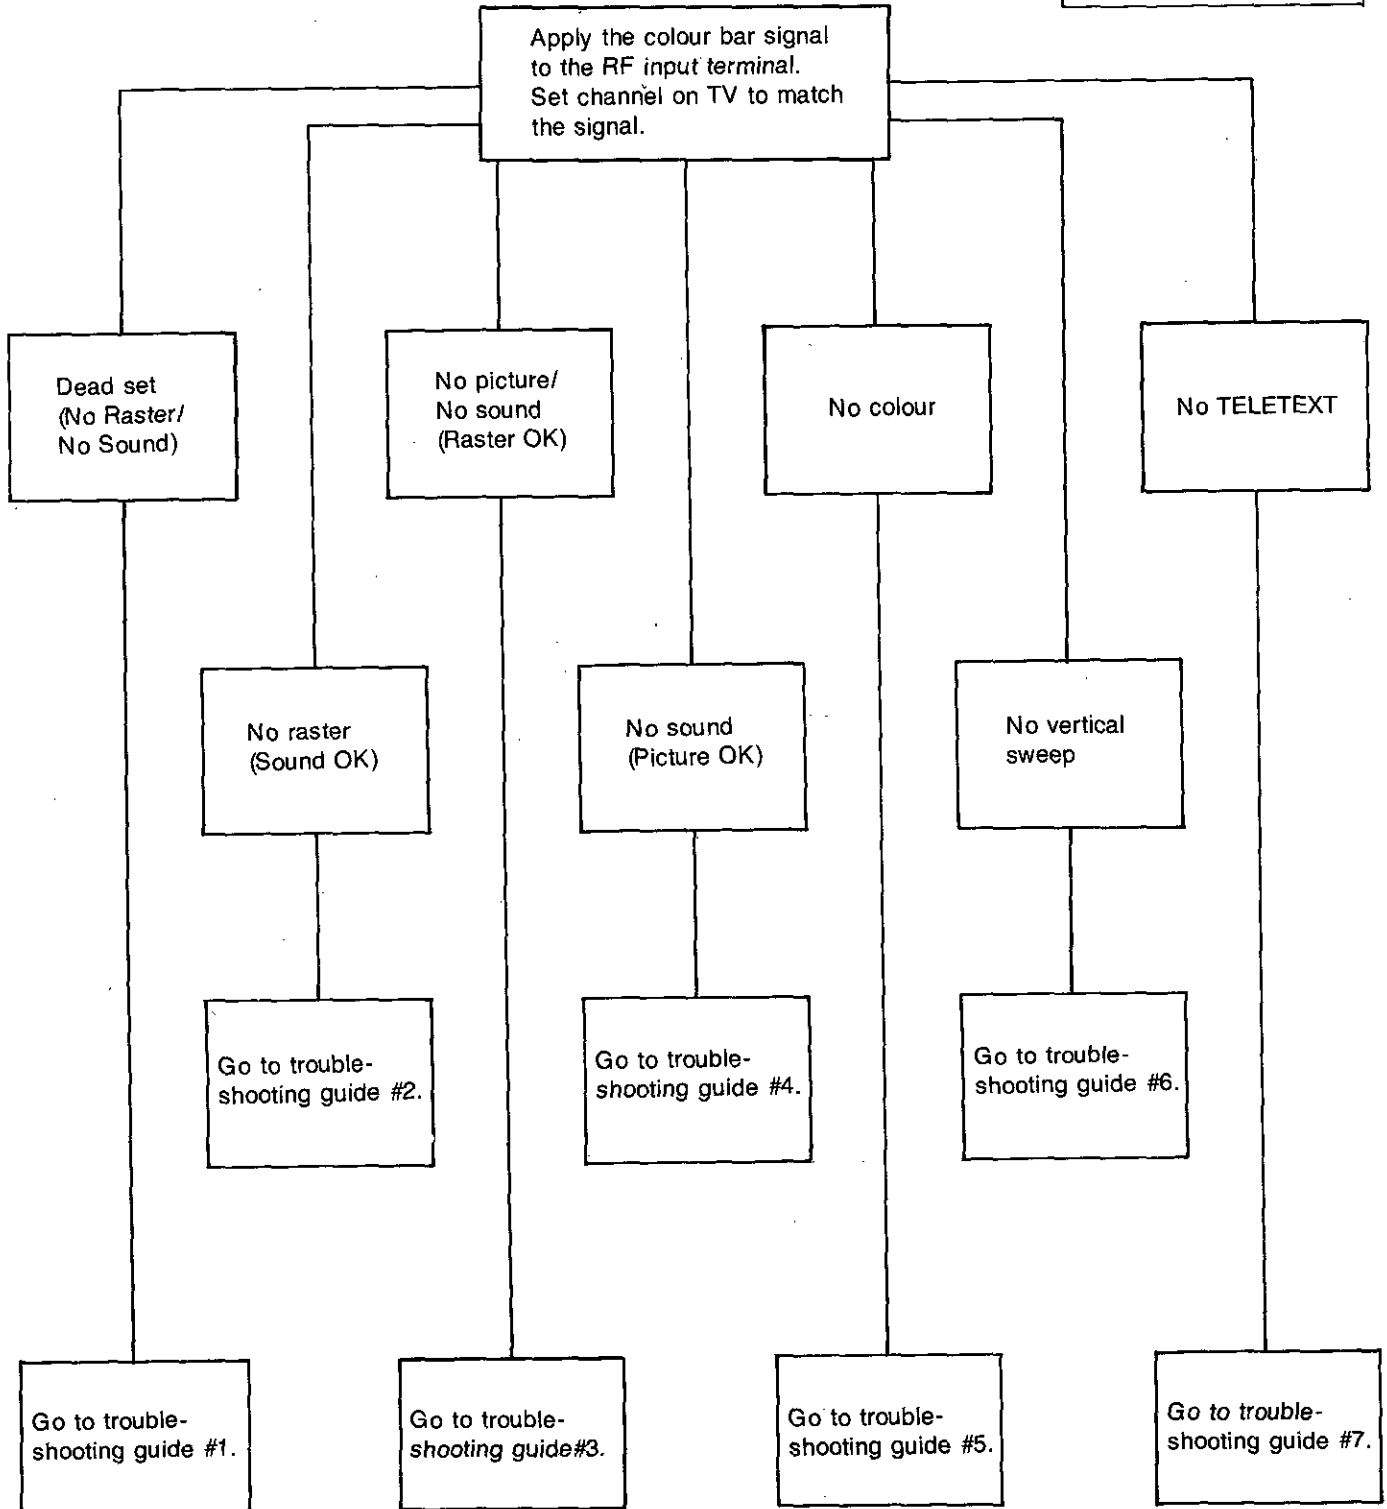 Apply the colour bar signal
to the RF input terminal.
Set channel on TV to match
the signal.
Dead set
(No Raster/
No Sound)
No picture/
No sound
(Raster OK)
No colour
No TELETEXT
No raster
(Sound OK)
No sound
(Picture OK)
No vertical
sweep
Go to trouble-
shooting guide #2.
Go to trouble-
shooting guide #4.
Go to trouble-
shooting guide #6.
Go to trouble-
shooting guide #1.
Go to trouble-
shooting guide#3.
Go to trouble-
shooting guide #5.
Go to trouble-
shooting guide #7.